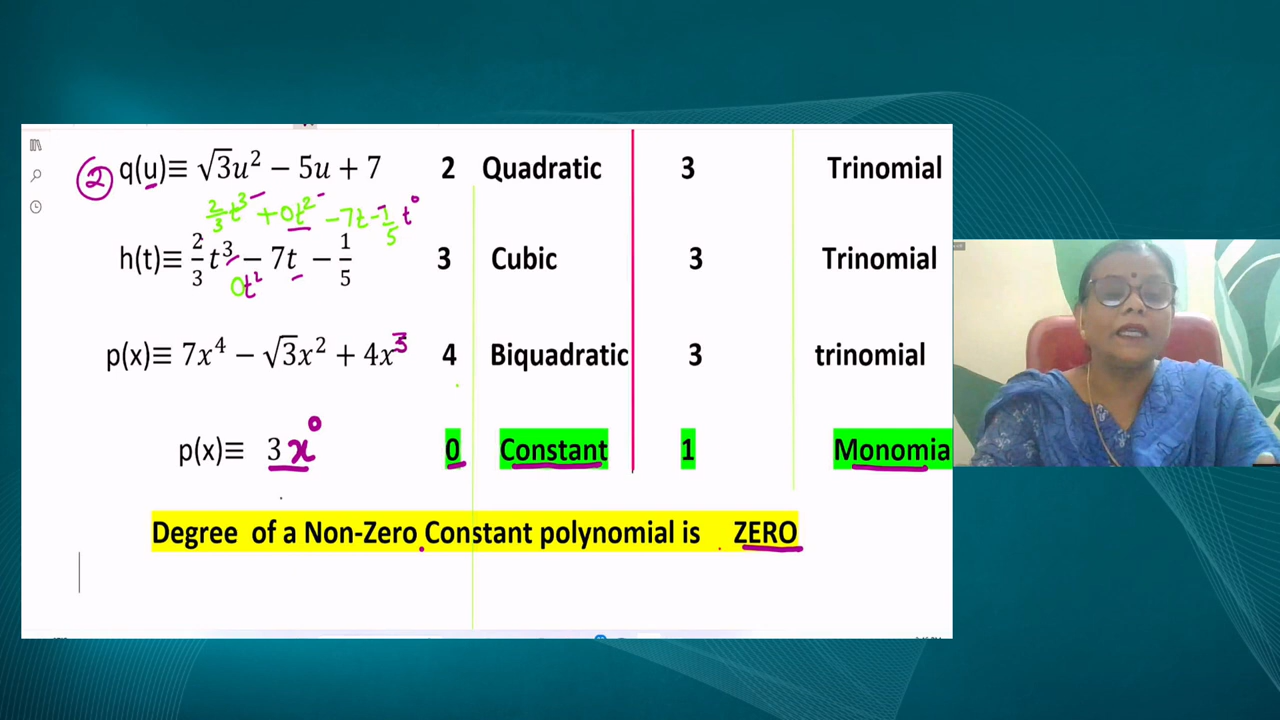 ② q(u)≡ √3u² − 5u + 7 2 Quadratic 3 Trinomial
2/3 t³ + 0t² − 7t − 1/5 t⁰
h(t)≡ 2/3 t³ − 7t − 1/5 3 Cubic 3 Trinomial
0t²
p(x)≡ 7x⁴ − √3x² + 4x³ 4 Biquadratic 3 trinomial
p(x)≡ 3x⁰ 0 Constant 1 Monomia
Degree of a Non-Zero Constant polynomial is ZERO